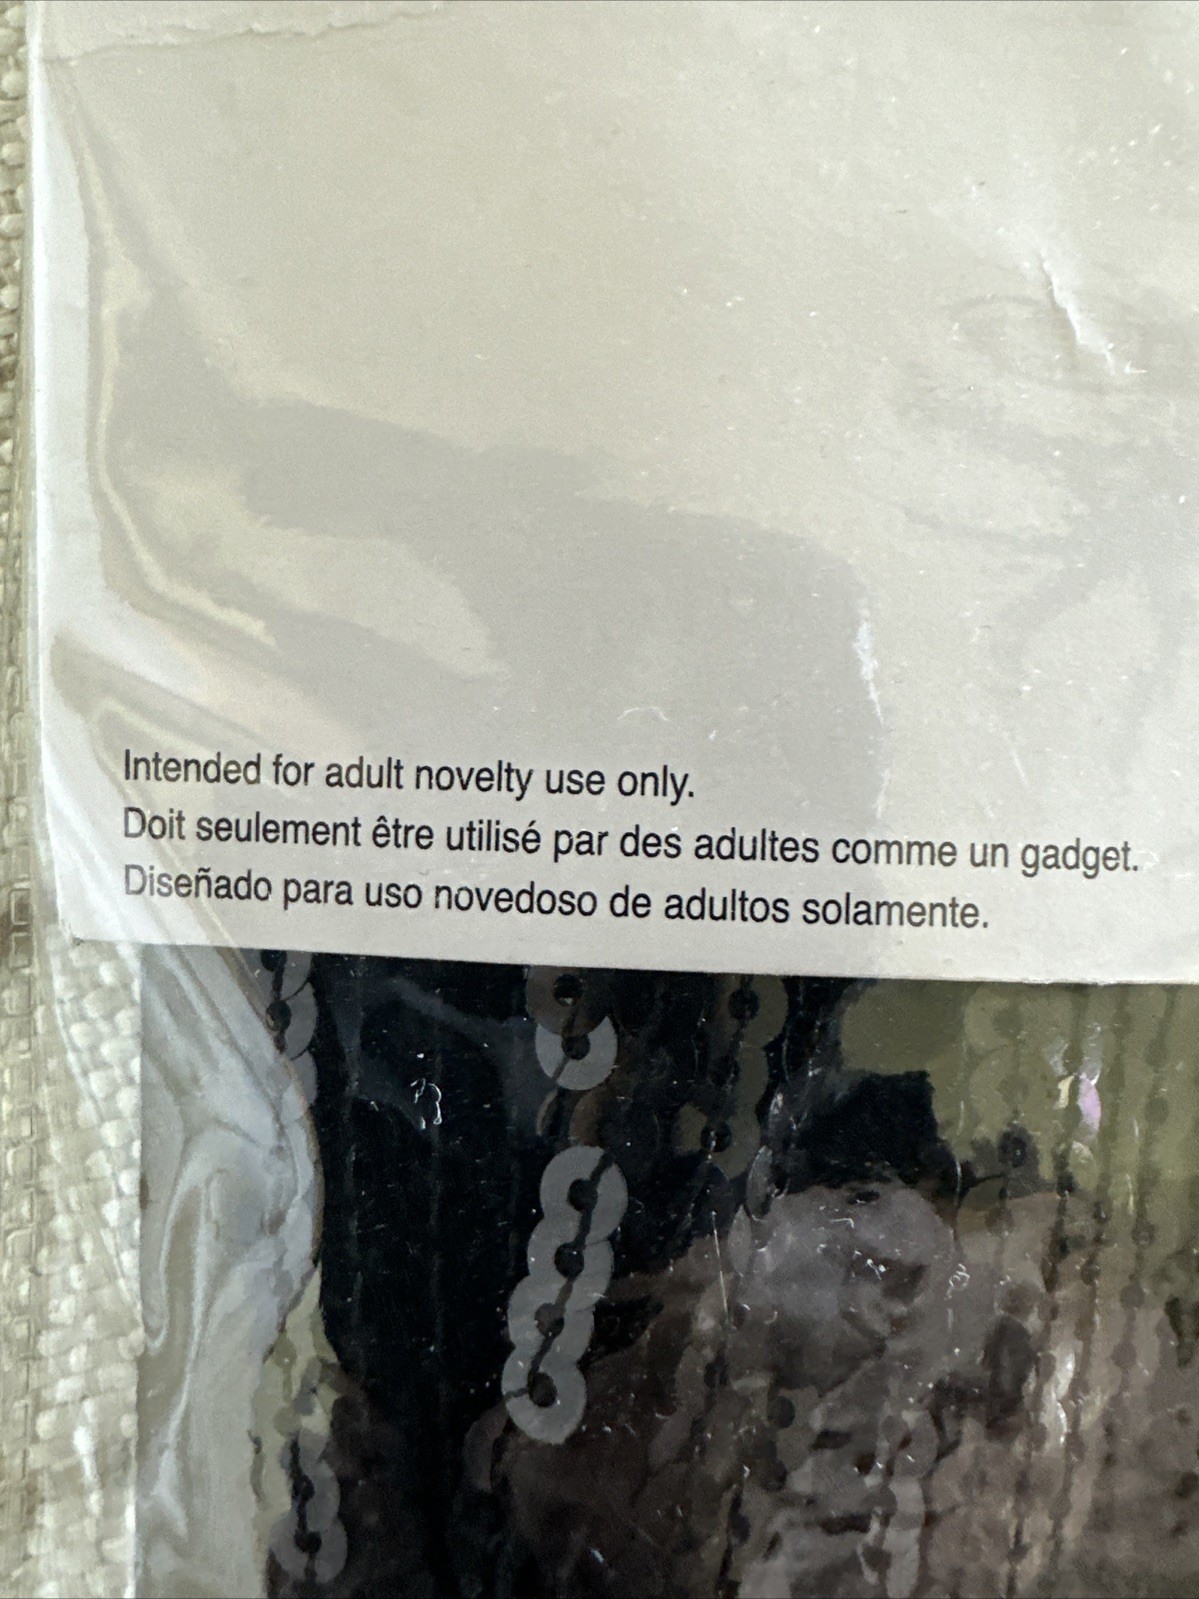 Intended for adult novelty use only.
Doit seulement être utilisé par des adultes comme un gadget.
Diseñado para uso novedoso de adultos solamente.